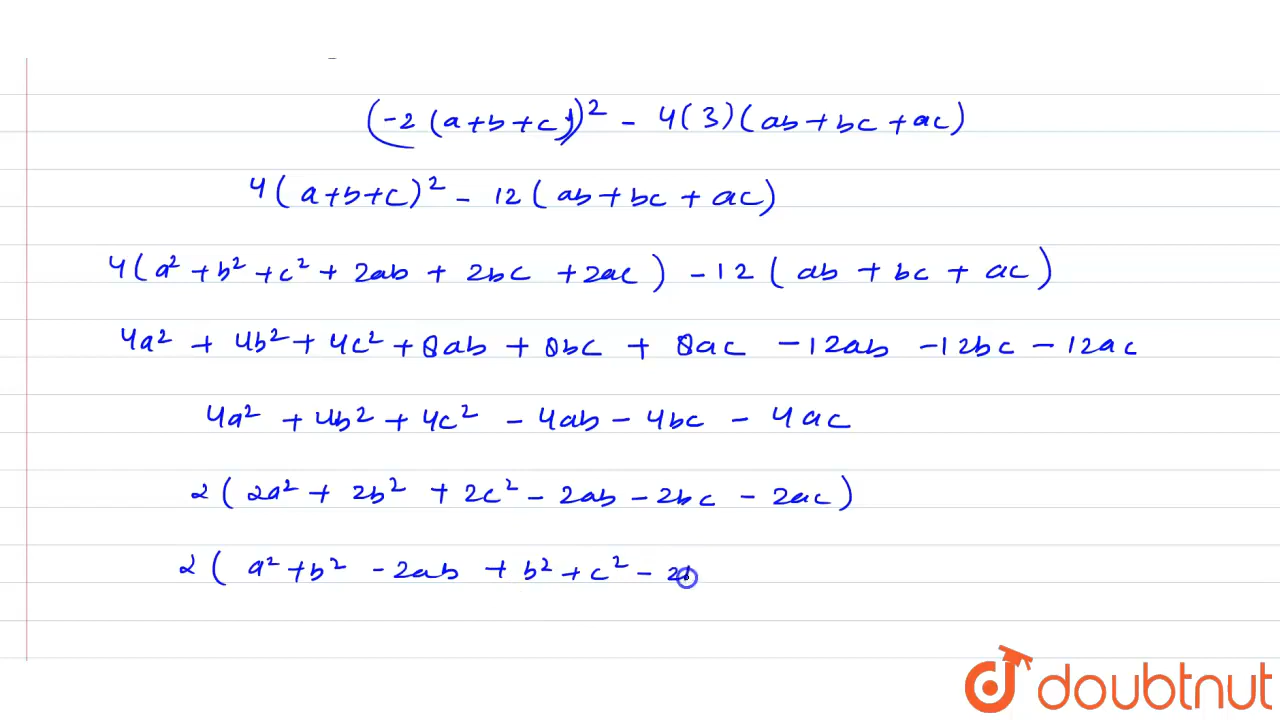 (-2(a+b+c))² - 4(3)(ab+bc+ac)
4(a+b+c)² - 12(ab+bc+ac)
4(a²+b²+c²+2ab+2bc+2ac) -12(ab+bc+ac)
4a² + 4b² + 4c² + 8ab + 8bc + 8ac - 12ab - 12bc - 12ac
4a² + 4b² + 4c² - 4ab - 4bc - 4ac
2(2a² + 2b² + 2c² - 2ab - 2bc - 2ac)
2(a² + b² - 2ab + b² + c² - 2
doubtnut